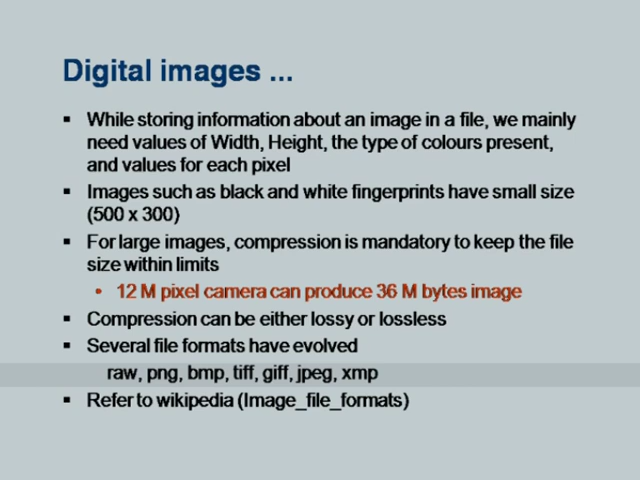 Digital images ...
▪ While storing information about an image in a file, we mainly
need values of Width, Height, the type of colours present,
and values for each pixel
▪ Images such as black and white fingerprints have small size
(500 x 300)
▪ For large images, compression is mandatory to keep the file
size within limits
• 12 M pixel camera can produce 36 M bytes image
▪ Compression can be either lossy or lossless
▪ Several file formats have evolved
raw, png, bmp, tiff, giff, jpeg, xmp
▪ Refer to wikipedia (Image_file_formats)